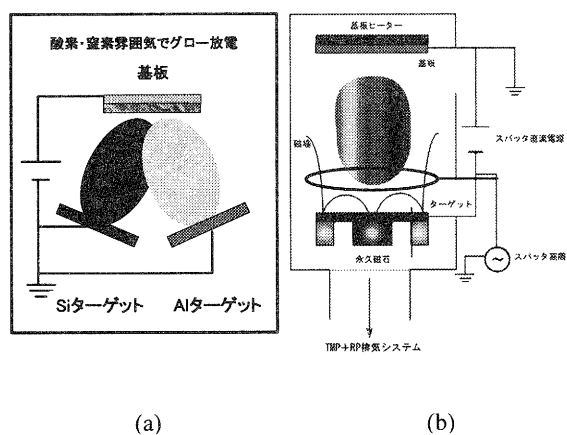 酸素・窒素雰囲気でグロー放電
基板
Siターゲット
Alターゲット
(a)
基板ヒーター
基板
磁場
スパッタ直流電源
ターゲット
永久磁石
スパッタ高周
TMP+RP排気システム
(b)